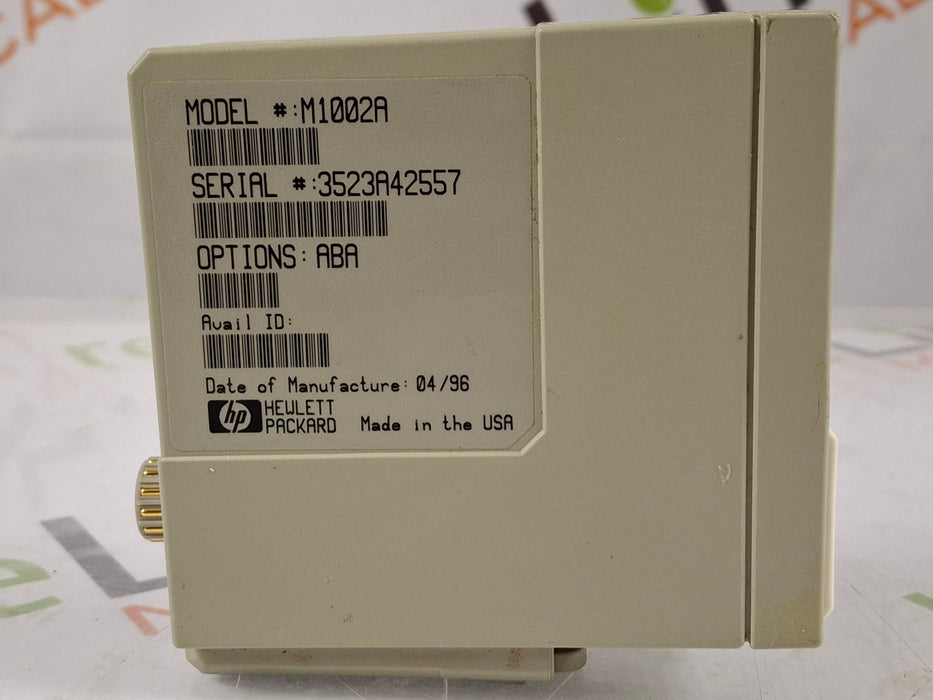 MODEL #:M1002A
SERIAL #:3523A42557
OPTIONS: ABA
Avail ID:
Date of Manufacture: 04/96
hp HEWLETT
PACKARD Made in the USA